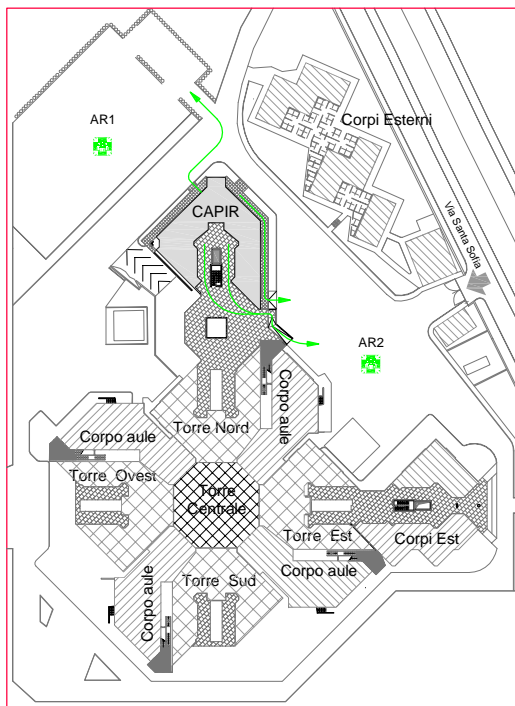 AR1
Corpi Esterni
CAPIR
Via Santa Sofia
AR2
Torre Nord
Corpo aule
Corpo aule
Torre Ovest
Torre
Centrale
Torre Est
Corpi Est
Corpo aule
Torre Sud
Corpo aule